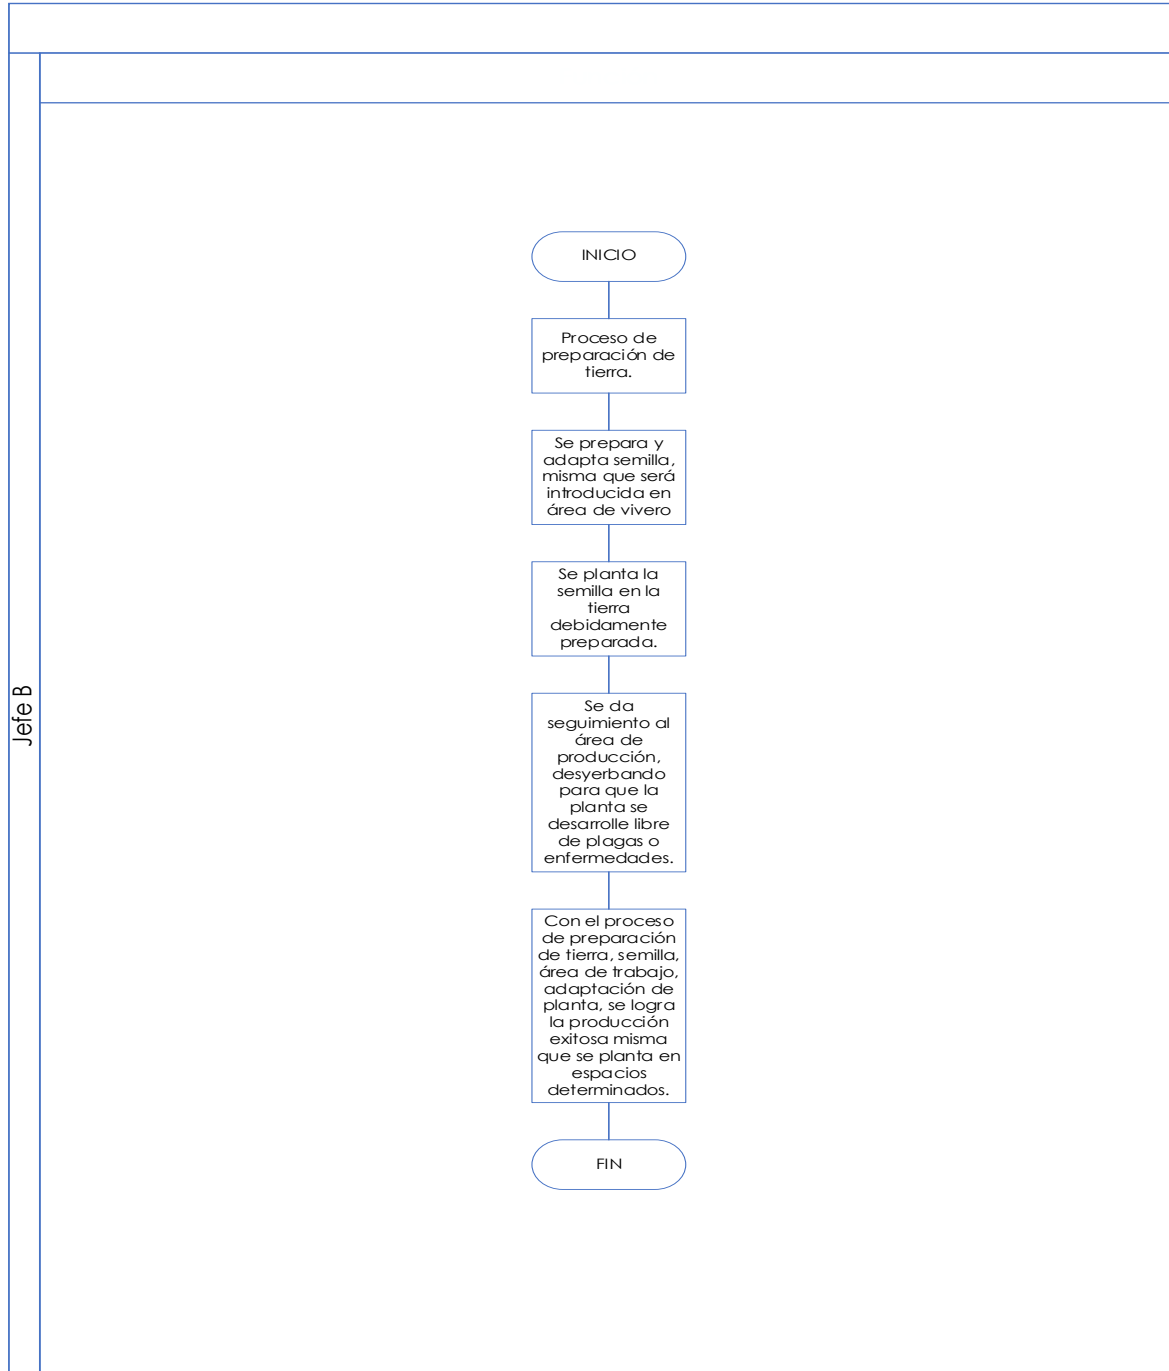 INICIO
Proceso de
preparación de
tierra.
Se prepara y
adapta semilla,
misma que será
introducida en
área de vivero
Se planta la
semilla en la
tierra
debidamente
preparada.
Jefe B
Se da
seguimiento al
área de
producción,
desyerbando
para que la
planta se
desarrolle libre
de plagas o
enfermedades.
Con el proceso
de preparación
de tierra, semilla,
área de trabajo,
adaptación de
planta, se logra
la producción
exitosa misma
que se planta en
espacios
determinados.
FIN